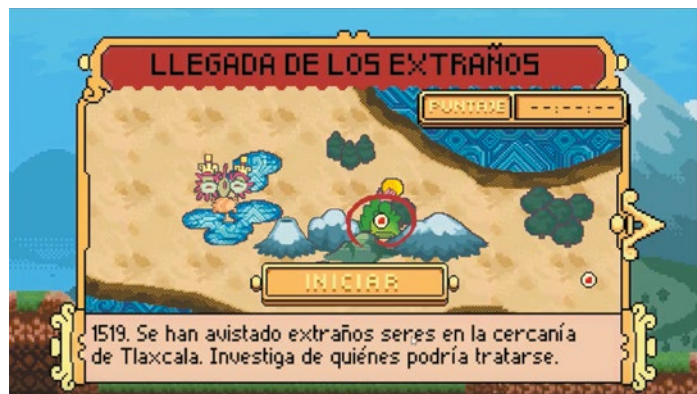 LLEGADA DE LOS EXTRAÑOS
PUNTAJE --:--:--
INICIAR
1519. Se han avistado extraños seres en la cercanía
de Tlaxcala. Investiga de quiénes podría tratarse.